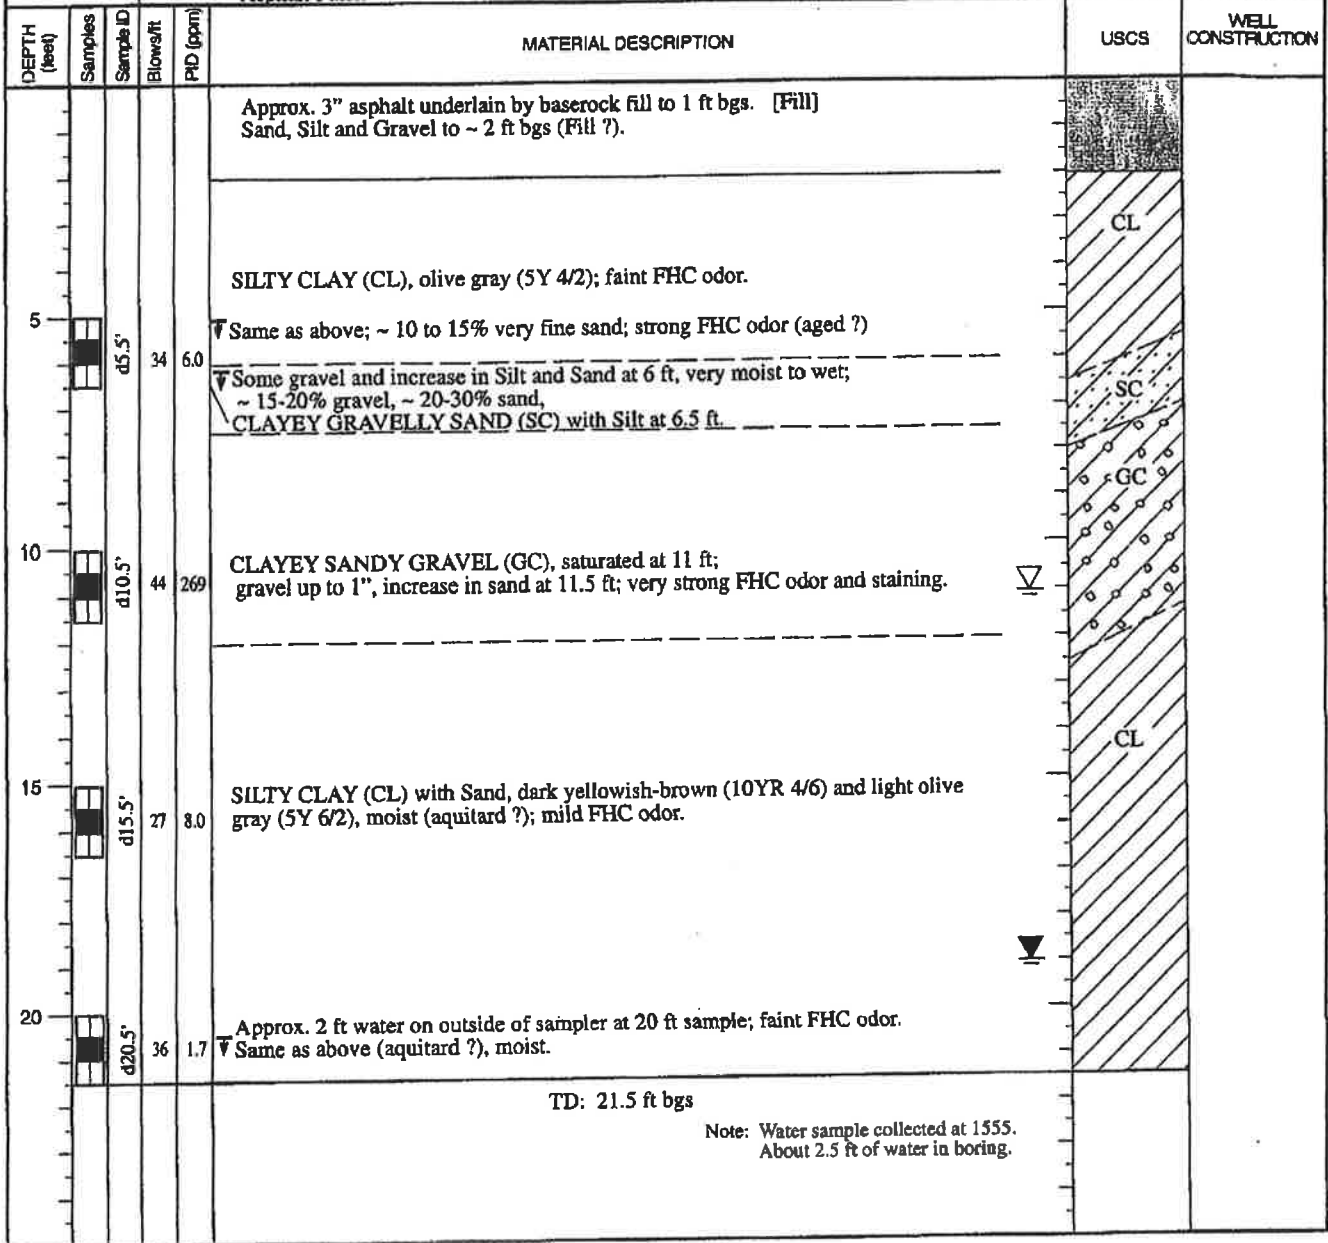 DEPTH (feet)
Samples
Sample ID
Blows/ft
PID (ppm)
MATERIAL DESCRIPTION
USCS
WELL CONSTRUCTION
Approx. 3” asphalt underlain by baserock fill to 1 ft bgs. [Fill]
Sand, Silt and Gravel to ~ 2 ft bgs (Fill ?).
CL
SILTY CLAY (CL), olive gray (5Y 4/2); faint FHC odor.
5
Same as above; ~ 10 to 15% very fine sand; strong FHC odor (aged ?)
d5.5'
34
6.0
Some gravel and increase in Silt and Sand at 6 ft, very moist to wet;
~ 15-20% gravel, ~ 20-30% sand,
SC
CLAYEY GRAVELLY SAND (SC) with Silt at 6.5 ft.
GC
10
CLAYEY SANDY GRAVEL (GC), saturated at 11 ft;
d10.5'
44
269
gravel up to 1”, increase in sand at 11.5 ft; very strong FHC odor and staining.
CL
15
SILTY CLAY (CL) with Sand, dark yellowish-brown (10YR 4/6) and light olive
d15.5'
27
8.0
gray (5Y 6/2), moist (aquitard ?); mild FHC odor.
20
Approx. 2 ft water on outside of sampler at 20 ft sample; faint FHC odor.
d20.5'
36
1.7
Same as above (aquitard ?), moist.
TD: 21.5 ft bgs
Note: Water sample collected at 1555.
About 2.5 ft of water in boring.